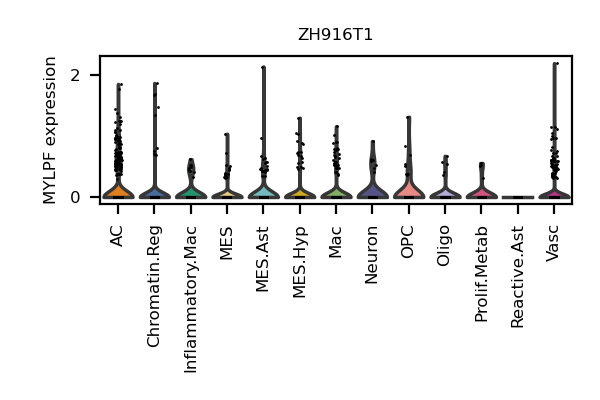 ZH916T1
MYLPF expression
2
0
AC
Chromatin.Reg
Inflammatory.Mac
MES
MES.Ast
MES.Hyp
Mac
Neuron
OPC
Oligo
Prolif.Metab
Reactive.Ast
Vasc